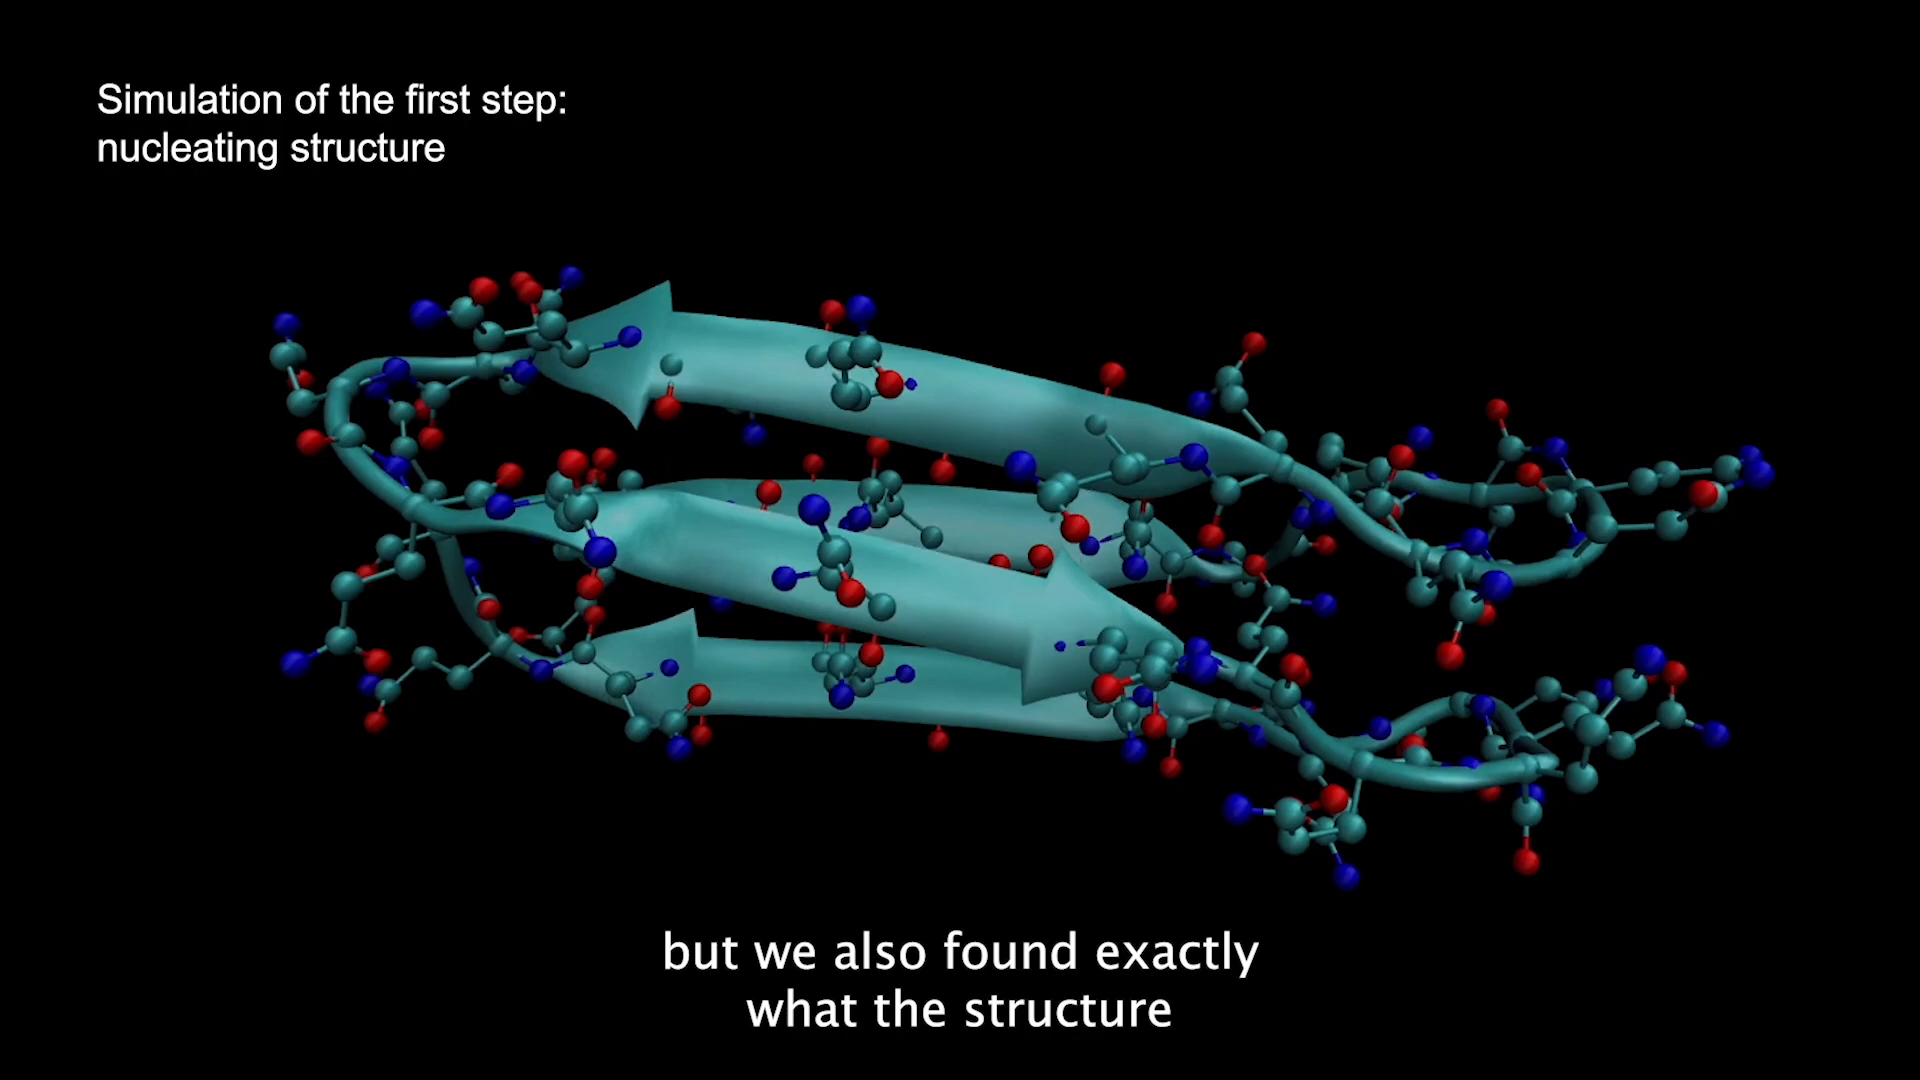 Simulation of the first step:
nucleating structure
but we also found exactly
what the structure